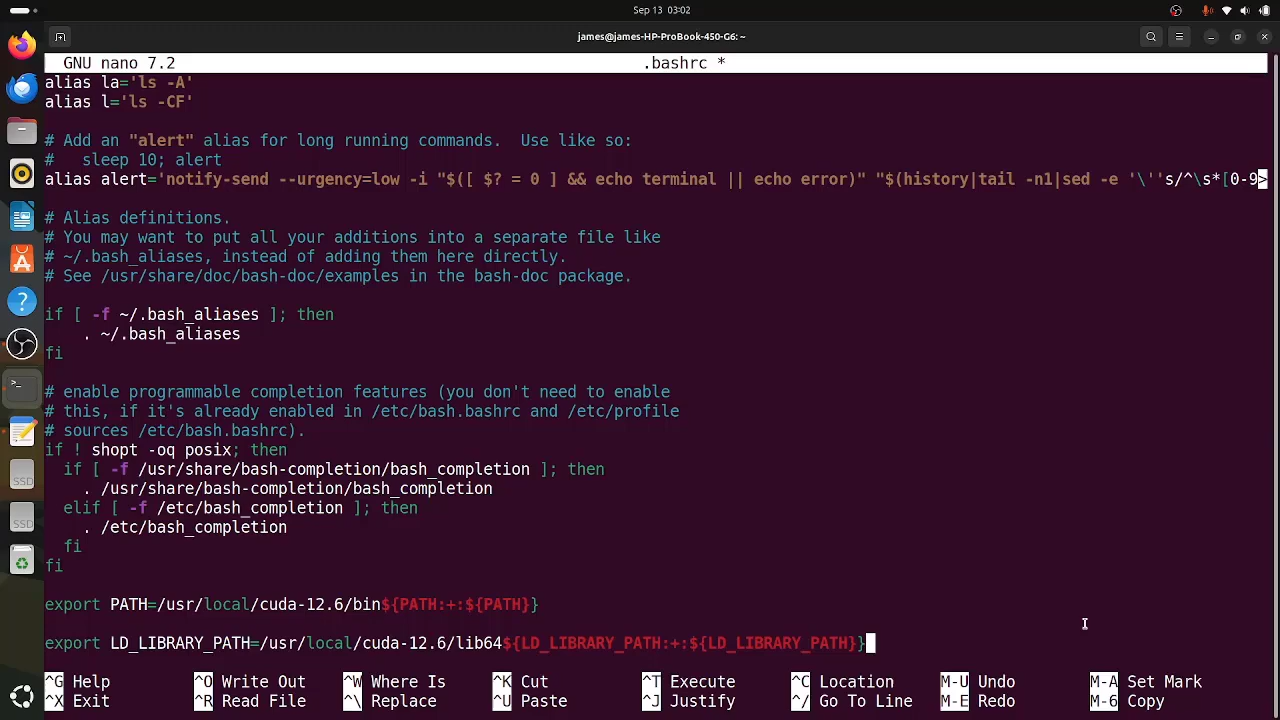 Sep 13 03:02
james@james-HP-ProBook-450-G6: ~
GNU nano 7.2 .bashrc *
alias la='ls -A'
alias l='ls -CF'
# Add an "alert" alias for long running commands.  Use like so:
#   sleep 10; alert
alias alert='notify-send --urgency=low -i "$([ $? = 0 ] && echo terminal || echo error)" "$(history|tail -n1|sed -e '\''s/^\s*[0-9>
# Alias definitions.
# You may want to put all your additions into a separate file like
# ~/.bash_aliases, instead of adding them here directly.
# See /usr/share/doc/bash-doc/examples in the bash-doc package.
if [ -f ~/.bash_aliases ]; then
    . ~/.bash_aliases
fi
# enable programmable completion features (you don't need to enable
# this, if it's already enabled in /etc/bash.bashrc and /etc/profile
# sources /etc/bash.bashrc).
if ! shopt -oq posix; then
  if [ -f /usr/share/bash-completion/bash_completion ]; then
    . /usr/share/bash-completion/bash_completion
  elif [ -f /etc/bash_completion ]; then
    . /etc/bash_completion
  fi
fi
export PATH=/usr/local/cuda-12.6/bin${PATH:+:${PATH}}
export LD_LIBRARY_PATH=/usr/local/cuda-12.6/lib64${LD_LIBRARY_PATH:+:${LD_LIBRARY_PATH}}
^G Help ^O Write Out ^W Where Is ^K Cut ^T Execute ^C Location M-U Undo M-A Set Mark
^X Exit ^R Read File ^\ Replace ^U Paste ^J Justify ^/ Go To Line M-E Redo M-6 Copy
SSD
SSD